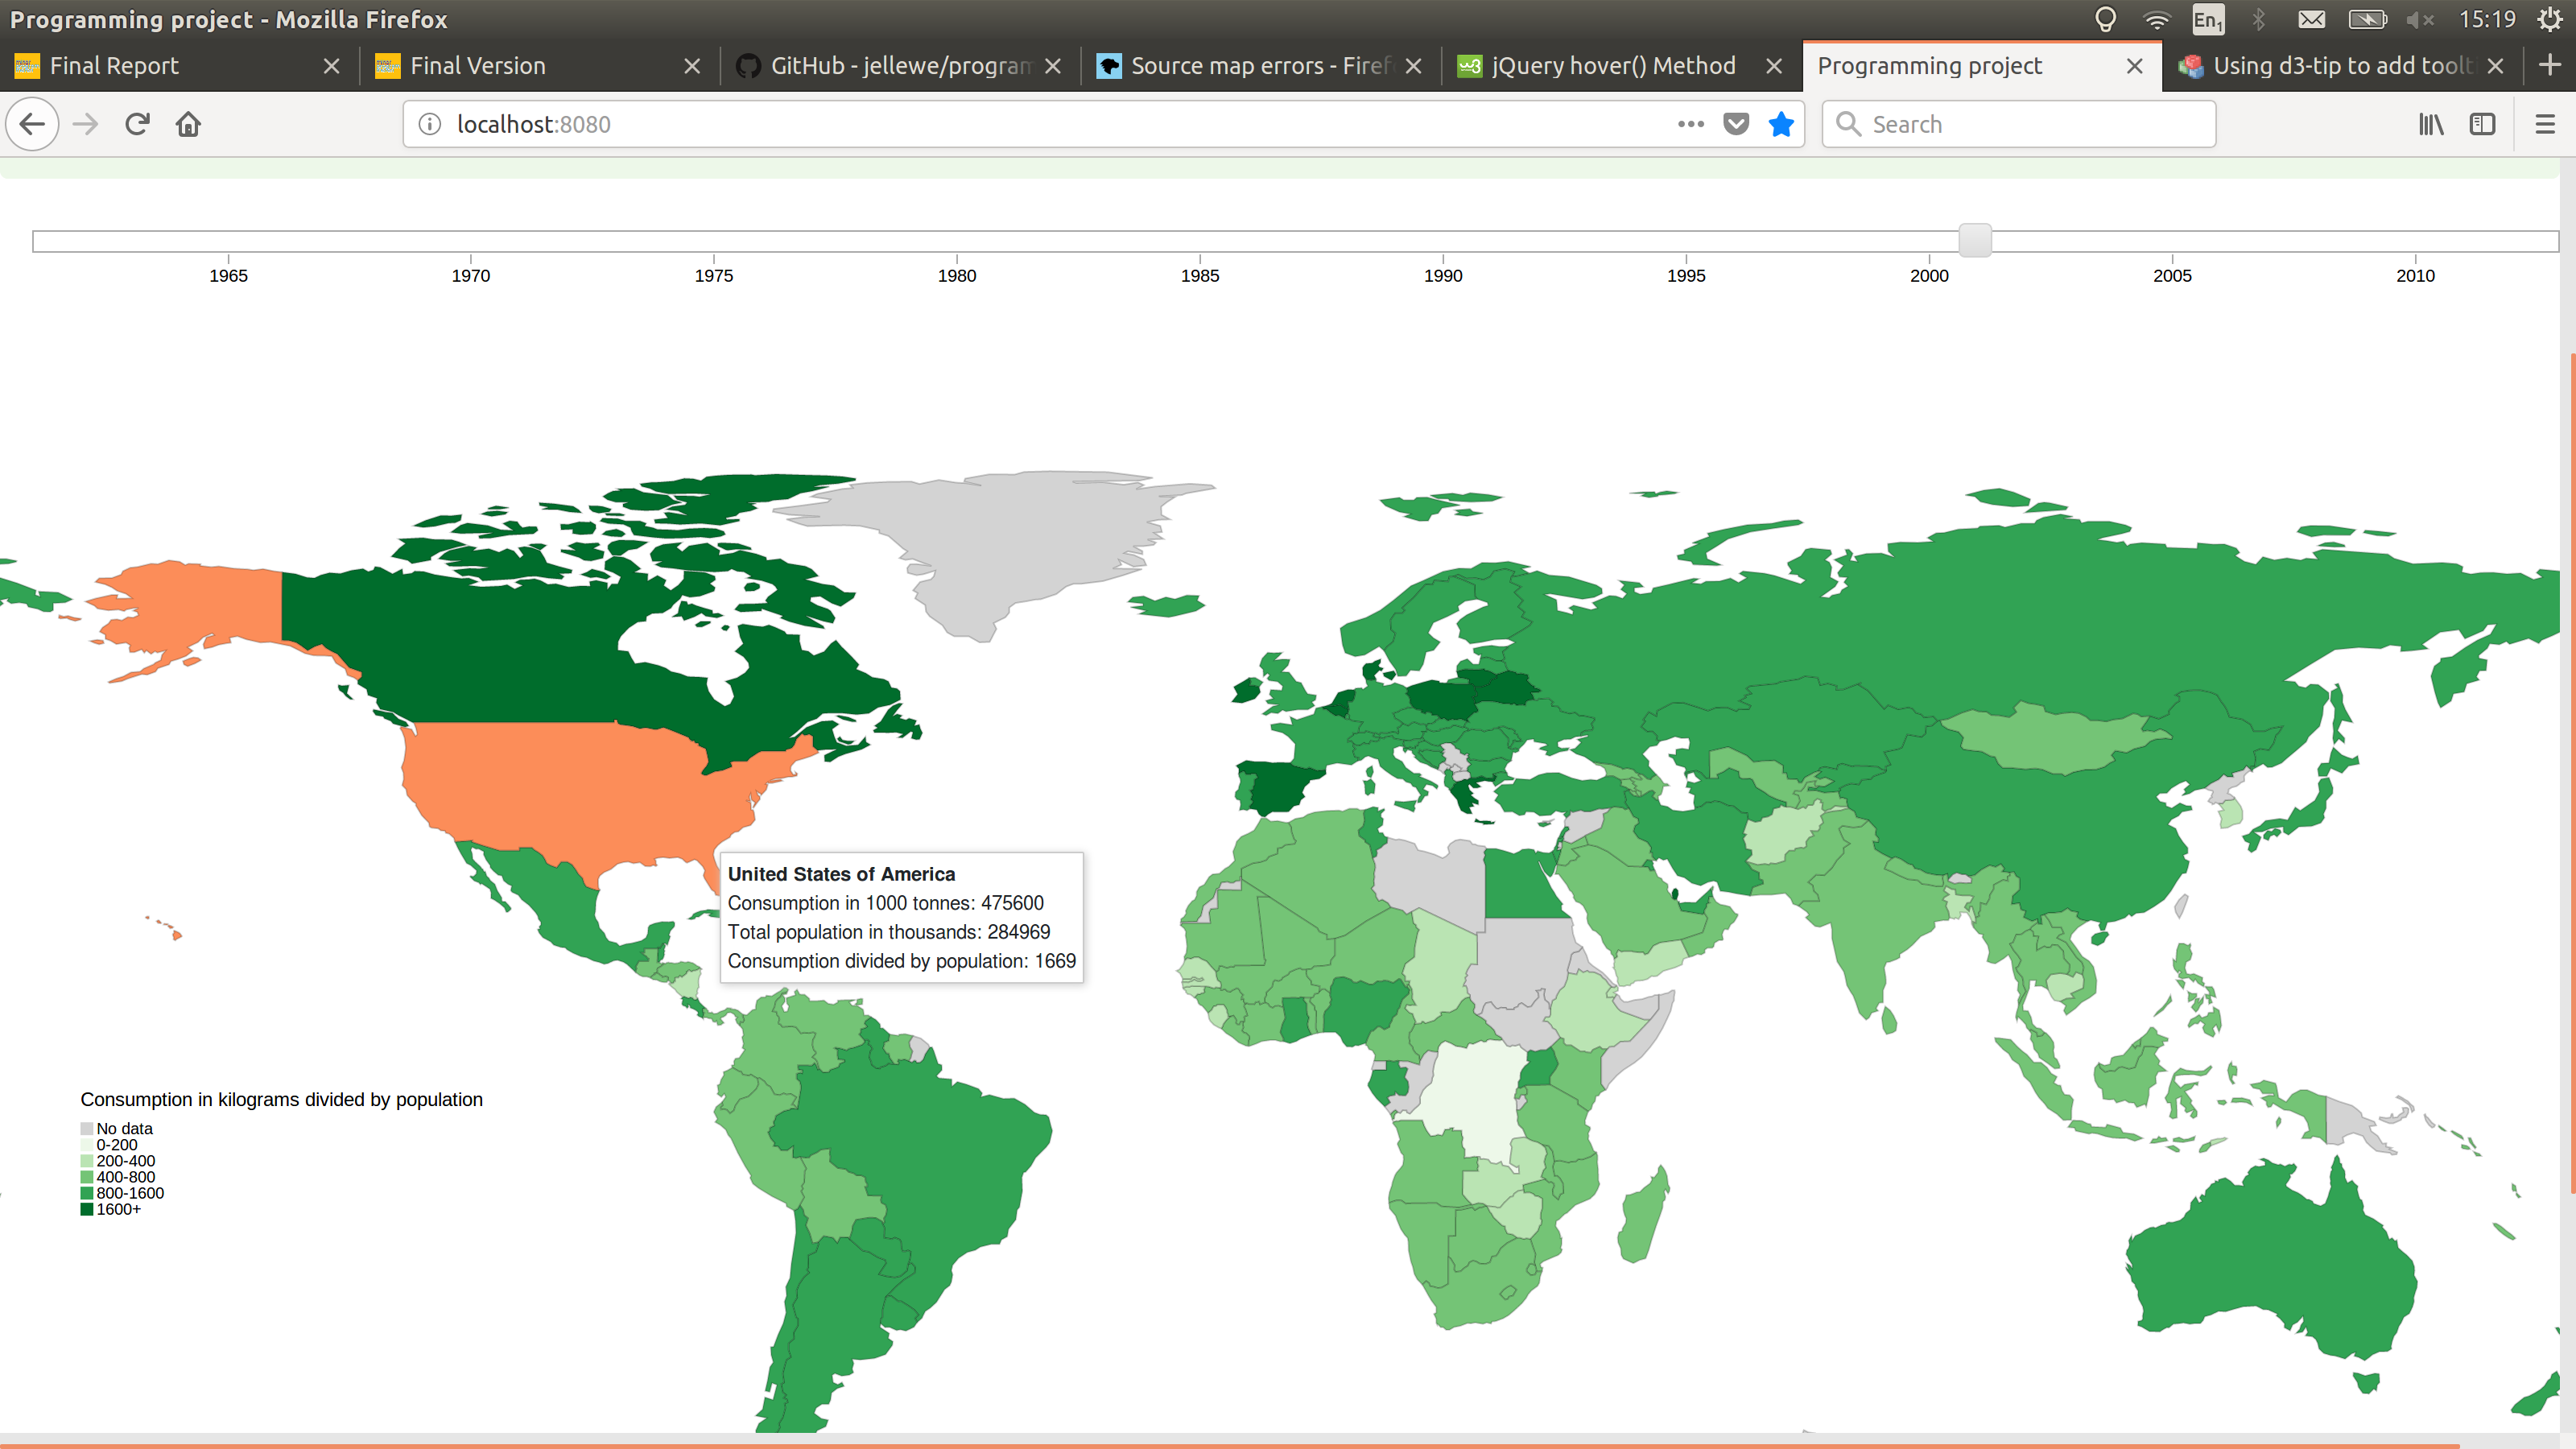 Programming project - Mozilla Firefox
En1
15:19
Final Report
Final Version
GitHub - jellewe/program
Source map errors - Firef
jQuery hover() Method
Programming project
Using d3-tip to add toolt
localhost:8080
Search
1965 1970 1975 1980 1985 1990 1995 2000 2005 2010
United States of America
Consumption in 1000 tonnes: 475600
Total population in thousands: 284969
Consumption divided by population: 1669
Consumption in kilograms divided by population
No data
0-200
200-400
400-800
800-1600
1600+